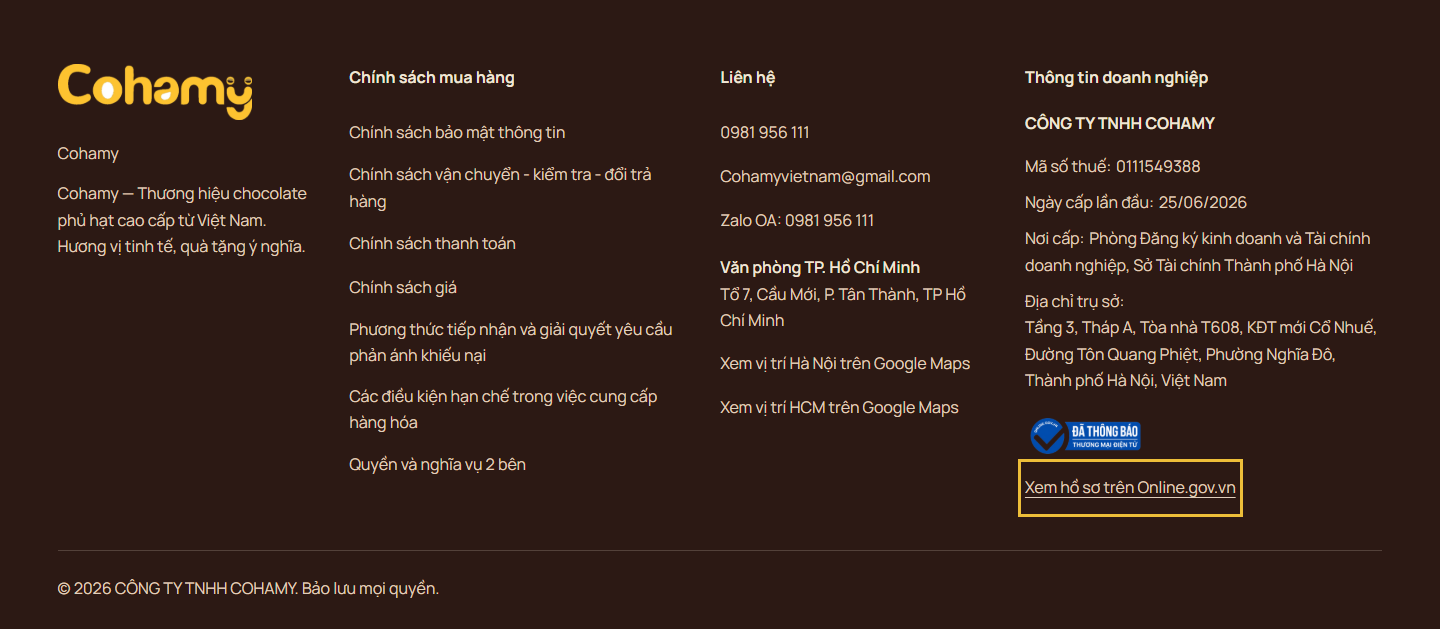 Cohamy
Cohamy
Cohamy — Thương hiệu chocolate
phủ hạt cao cấp từ Việt Nam.
Hương vị tinh tế, quà tặng ý nghĩa.
Chính sách mua hàng
Chính sách bảo mật thông tin
Chính sách vận chuyển - kiểm tra - đổi trả
hàng
Chính sách thanh toán
Chính sách giá
Phương thức tiếp nhận và giải quyết yêu cầu
phản ánh khiếu nại
Các điều kiện hạn chế trong việc cung cấp
hàng hóa
Quyền và nghĩa vụ 2 bên
Liên hệ
0981 956 111
Cohamyvietnam@gmail.com
Zalo OA: 0981 956 111
Văn phòng TP. Hồ Chí Minh
Tổ 7, Cầu Mới, P. Tân Thành, TP Hồ
Chí Minh
Xem vị trí Hà Nội trên Google Maps
Xem vị trí HCM trên Google Maps
Thông tin doanh nghiệp
CÔNG TY TNHH COHAMY
Mã số thuế: 0111549388
Ngày cấp lần đầu: 25/06/2026
Nơi cấp: Phòng Đăng ký kinh doanh và Tài chính
doanh nghiệp, Sở Tài chính Thành phố Hà Nội
Địa chỉ trụ sở:
Tầng 3, Tháp A, Tòa nhà T608, KĐT mới Cổ Nhuế,
Đường Tôn Quang Phiệt, Phường Nghĩa Đô,
Thành phố Hà Nội, Việt Nam
ĐÃ THÔNG BÁO
THƯƠNG MẠI ĐIỆN TỬ
Xem hồ sơ trên Online.gov.vn
© 2026 CÔNG TY TNHH COHAMY. Bảo lưu mọi quyền.